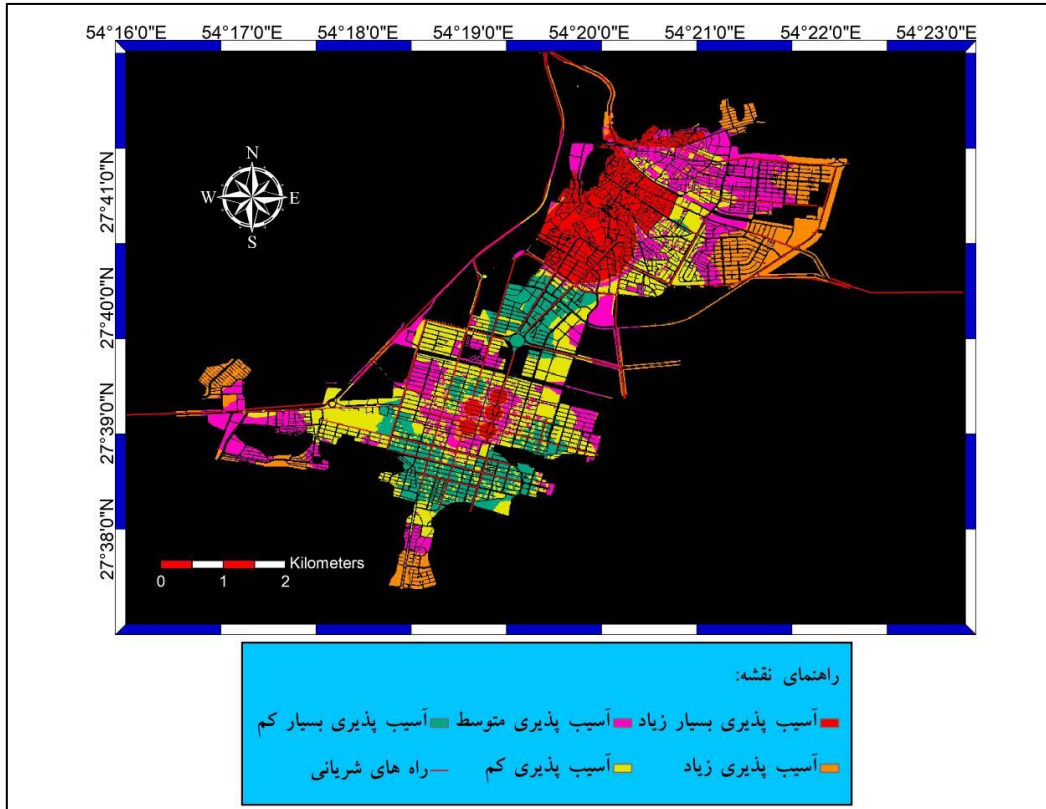 54°16'0"E 54°17'0"E 54°18'0"E 54°19'0"E 54°20'0"E 54°21'0"E 54°22'0"E 54°23'0"E
27°41'0"N
27°40'0"N
27°39'0"N
27°38'0"N
N
W E
S
Kilometers
0 1 2
راهنمای نقشه:
آسیب پذیری بسیار زیاد آسیب پذیری متوسط آسیب پذیری بسیار کم
آسیب پذیری زیاد آسیب پذیری کم راه های شریانی